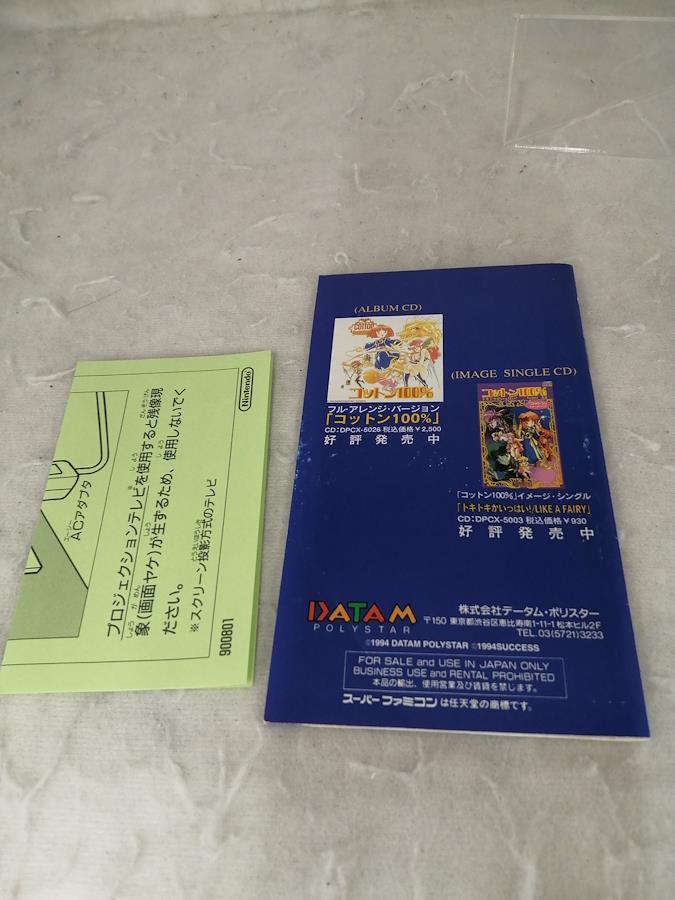 Nintendo
ACアダプタ
エーシー
プロジェクションテレビを使用すると残像現
象(画面ヤケ)が生ずるため、使用しないでく
ださい。
※スクリーン投影方式のテレビ
900801
(ALBUM CD)
コットン100%
フル・アレンジ・バージョン
「コットン100%」
CD:DPCX-5026 税込価格¥2,500
好評発売中
(IMAGE SINGLE CD)
コットン100%
「コットン100%」イメージ・シングル
「トキトキがいっぱい!/LIKE A FAIRY」
CD:DPCX-5003 税込価格¥930
好評発売中
DATAM
POLYSTAR
株式会社データム・ポリスター
〒150 東京都渋谷区恵比寿南1-11-1 松本ビル2F
TEL 03(5721)3233
©1994 DATAM POLYSTAR ©1994SUCCESS
FOR SALE and USE IN JAPAN ONLY
BUSINESS USE and RENTAL PROHIBITED
本品の輸出、使用営業及び賃貸を禁じます。
スーパーファミコンは任天堂の商標です。